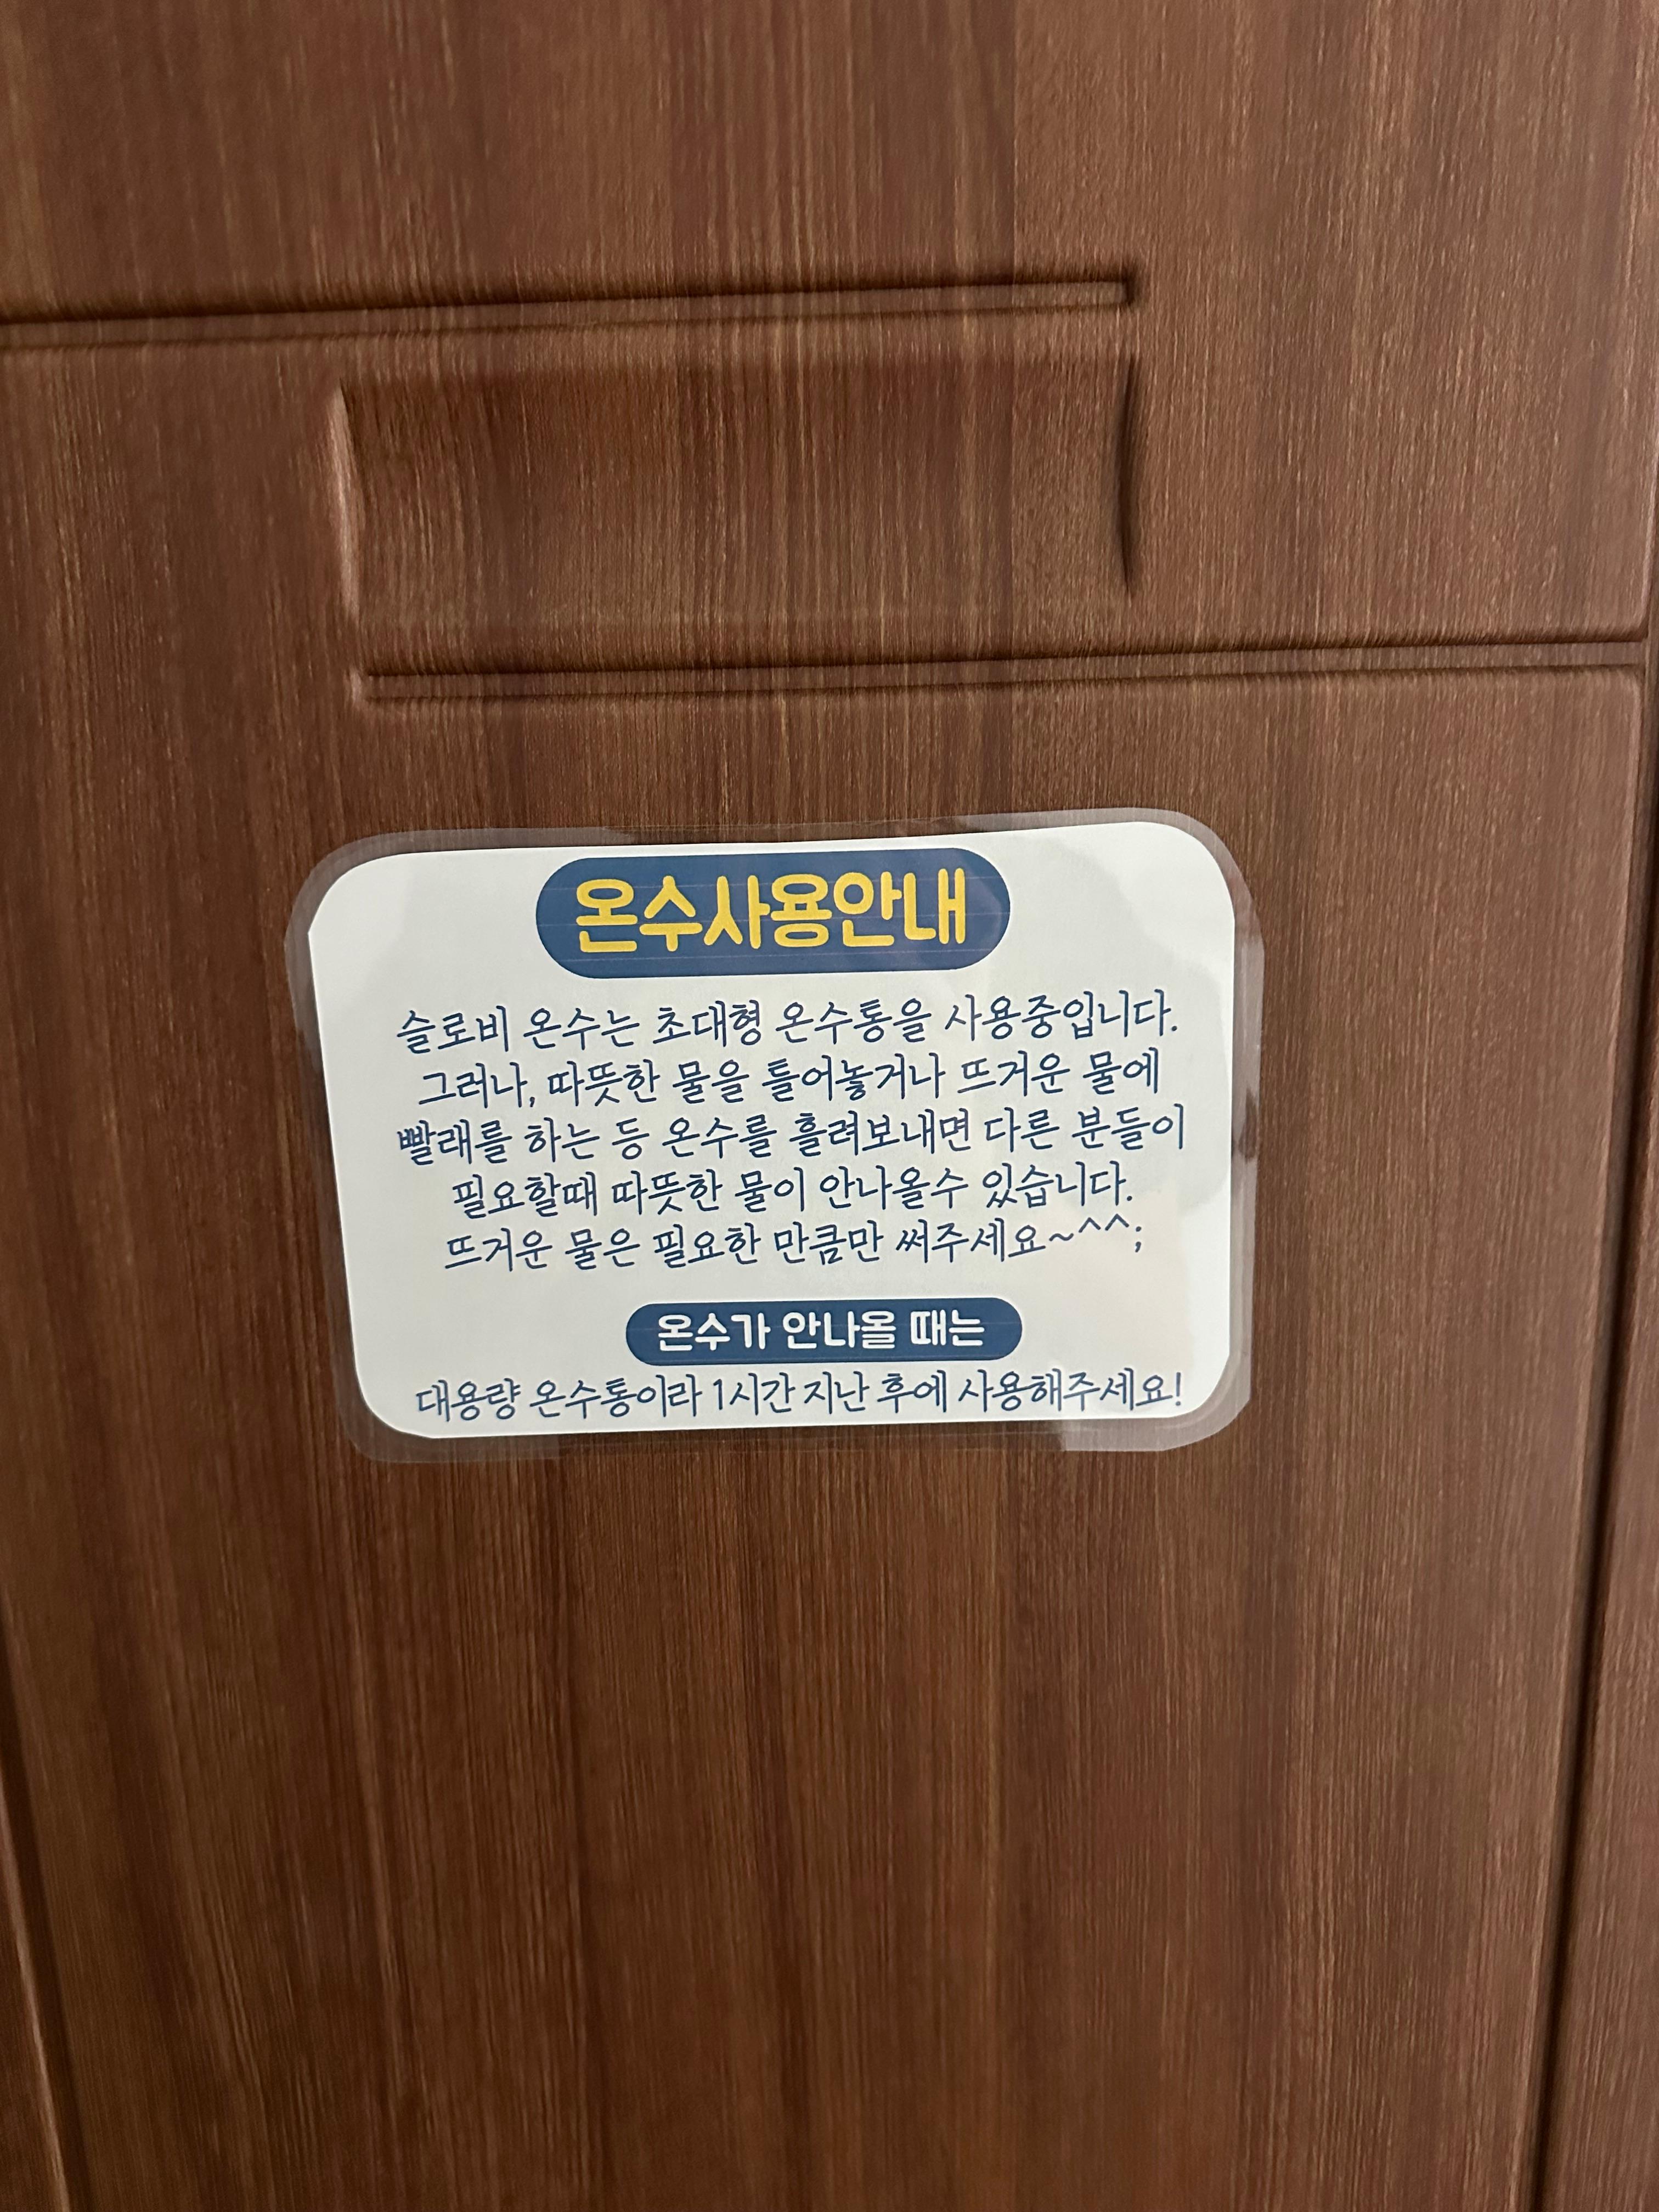 온수사용안내
슬로비 온수는 초대형 온수통을 사용중입니다.
그러나, 따뜻한 물을 틀어놓거나 뜨거운 물에
빨래를 하는 등 온수를 흘려보내면 다른 분들이
필요할때 따뜻한 물이 안나올수 있습니다.
뜨거운 물은 필요한 만큼만 써주세요~^^;
온수가 안나올 때는
대용량 온수통이라 1시간 지난 후에 사용해주세요!